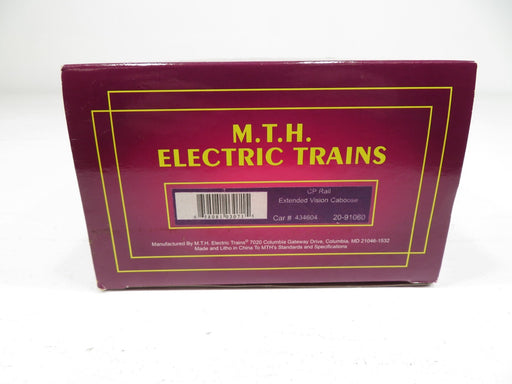 M.T.H.
ELECTRIC TRAINS
CP Rail
Extended Vision Caboose
Car # 434604 20-91060
Manufactured By M.T.H. Electric Trains® 7020 Columbia Gateway Drive, Columbia, MD 21046-1532
Made and Litho in China To MTH's Standards and Specifications